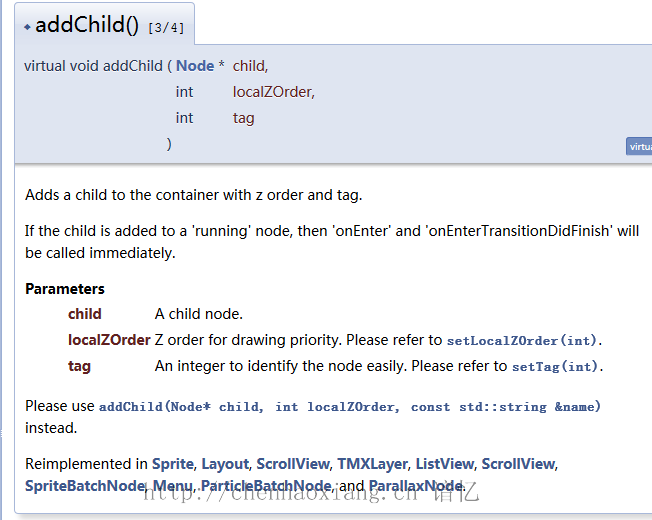 addChild() [3/4]
virtual void addChild ( Node * child,
int localZOrder,
int tag
)
virtu
Adds a child to the container with z order and tag.
If the child is added to a 'running' node, then 'onEnter' and 'onEnterTransitionDidFinish' will
be called immediately.
Parameters
child A child node.
localZOrder Z order for drawing priority. Please refer to setLocalZOrder(int).
tag An integer to identify the node easily. Please refer to setTag(int).
Please use addChild(Node* child, int localZOrder, const std::string &name)
instead.
Reimplemented in Sprite, Layout, ScrollView, TMXLayer, ListView, ScrollView,
SpriteBatchNode, Menu, ParticleBatchNode, and ParallaxNode.
http://chenhaoxiang.cn 谙忆